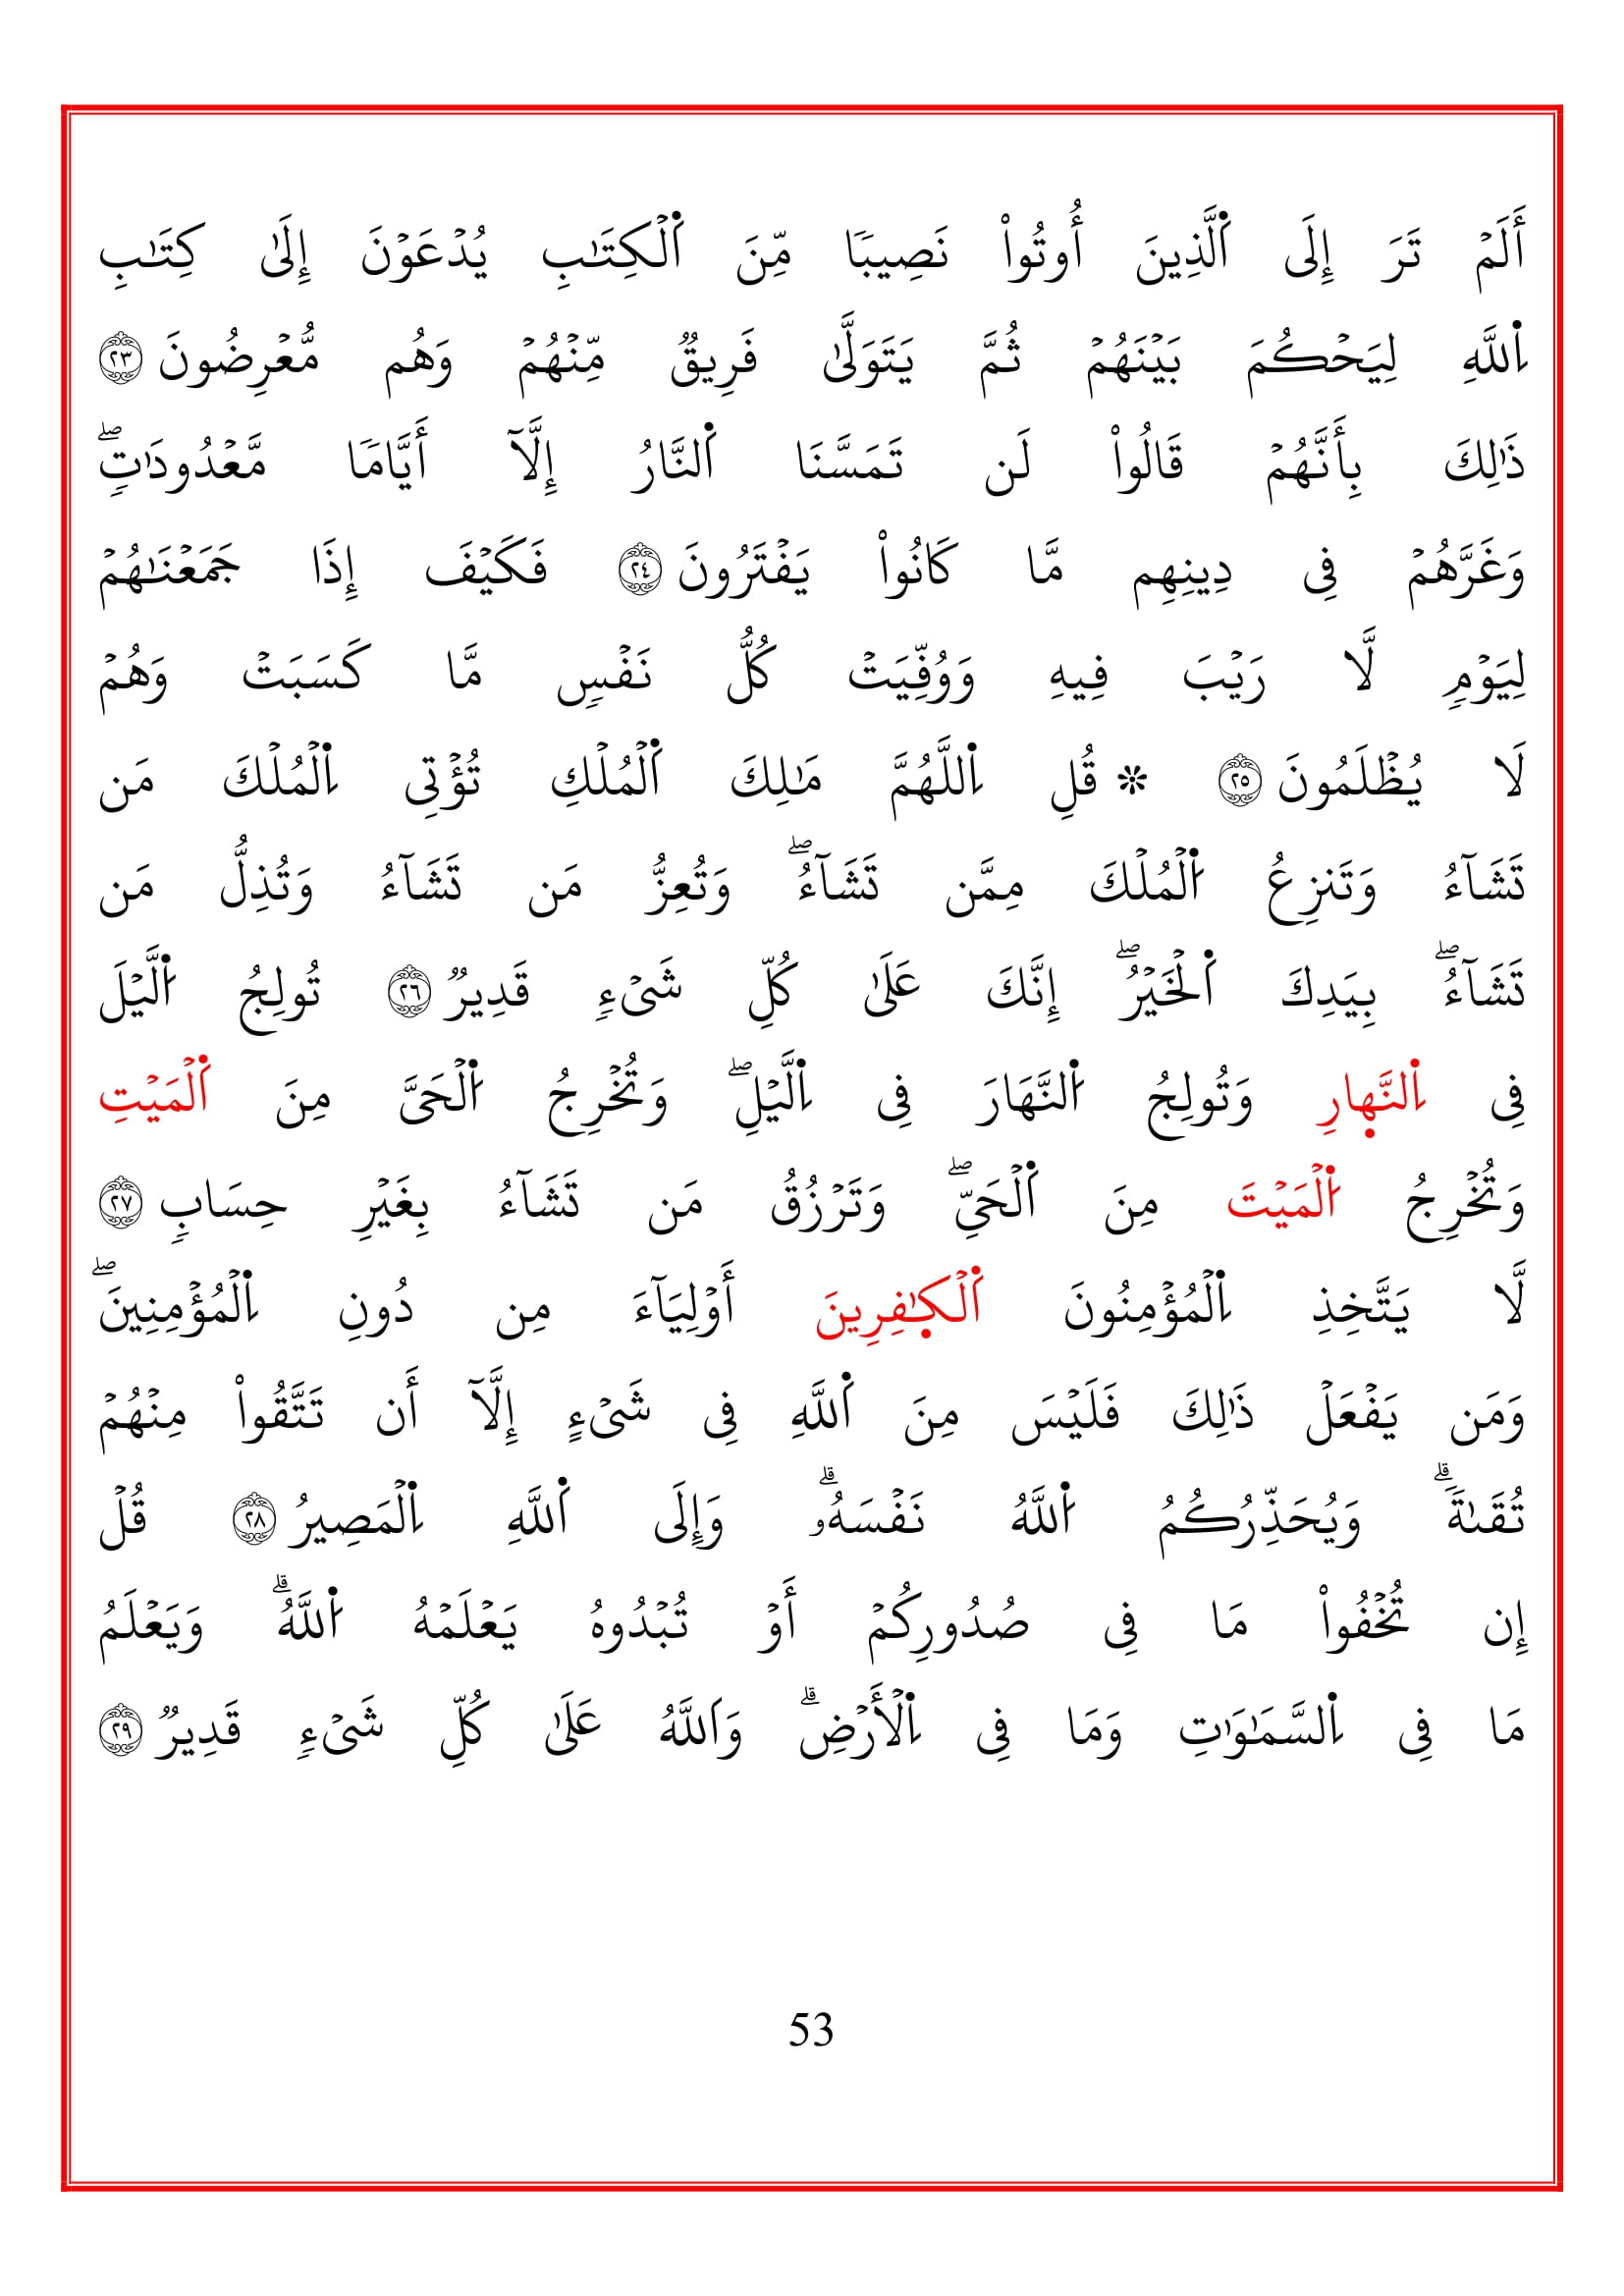 أَلَمۡ تَرَ إِلَى ٱلَّذِينَ أُوتُواْ نَصِيبٗا مِّنَ ٱلۡكِتَٰبِ يُدۡعَوۡنَ إِلَىٰ كِتَٰبِ
ٱللَّهِ لِيَحۡكُمَ بَيۡنَهُمۡ ثُمَّ يَتَوَلَّىٰ فَرِيقٞ مِّنۡهُمۡ وَهُم مُّعۡرِضُونَ ٢٣
ذَٰلِكَ بِأَنَّهُمۡ قَالُواْ لَن تَمَسَّنَا ٱلنَّارُ إِلَّآ أَيَّامٗا مَّعۡدُودَٰتٖۖ
وَغَرَّهُمۡ فِي دِينِهِم مَّا كَانُواْ يَفۡتَرُونَ ٢٤ فَكَيۡفَ إِذَا جَمَعۡنَٰهُمۡ
لِيَوۡمٖ لَّا رَيۡبَ فِيهِ وَوُفِّيَتۡ كُلُّ نَفۡسٖ مَّا كَسَبَتۡ وَهُمۡ
لَا يُظۡلَمُونَ ٢٥ ۞ قُلِ ٱللَّهُمَّ مَٰلِكَ ٱلۡمُلۡكِ تُؤۡتِي ٱلۡمُلۡكَ مَن
تَشَآءُ وَتَنزِعُ ٱلۡمُلۡكَ مِمَّن تَشَآءُۖ وَتُعِزُّ مَن تَشَآءُ وَتُذِلُّ مَن
تَشَآءُۖ بِيَدِكَ ٱلۡخَيۡرُۖ إِنَّكَ عَلَىٰ كُلِّ شَيۡءٖ قَدِيرٞ ٢٦ تُولِجُ ٱلَّيۡلَ
فِي ٱلنَّهِارِ وَتُولِجُ ٱلنَّهَارَ فِي ٱلَّيۡلِۖ وَتُخۡرِجُ ٱلۡحَيَّ مِنَ ٱلۡمَيۡتِ
وَتُخۡرِجُ ٱلۡمَيۡتَ مِنَ ٱلۡحَيِّۖ وَتَرۡزُقُ مَن تَشَآءُ بِغَيۡرِ حِسَابٖ ٢٧
لَّا يَتَّخِذِ ٱلۡمُؤۡمِنُونَ ٱلۡكٰ۪فِرِينَ أَوۡلِيَآءَ مِن دُونِ ٱلۡمُؤۡمِنِينَۖ
وَمَن يَفۡعَلۡ ذَٰلِكَ فَلَيۡسَ مِنَ ٱللَّهِ فِي شَيۡءٍ إِلَّآ أَن تَتَّقُواْ مِنۡهُمۡ
تُقَىٰةٗۗ وَيُحَذِّرُكُمُ ٱللَّهُ نَفۡسَهُۥۗ وَإِلَى ٱللَّهِ ٱلۡمَصِيرُ ٢٨ قُلۡ
إِن تُخۡفُواْ مَا فِي صُدُورِكُمۡ أَوۡ تُبۡدُوهُ يَعۡلَمۡهُ ٱللَّهُۗ وَيَعۡلَمُ
مَا فِي ٱلسَّمَٰوَٰتِ وَمَا فِي ٱلۡأَرۡضِۗ وَٱللَّهُ عَلَىٰ كُلِّ شَيۡءٖ قَدِيرٞ ٢٩
53